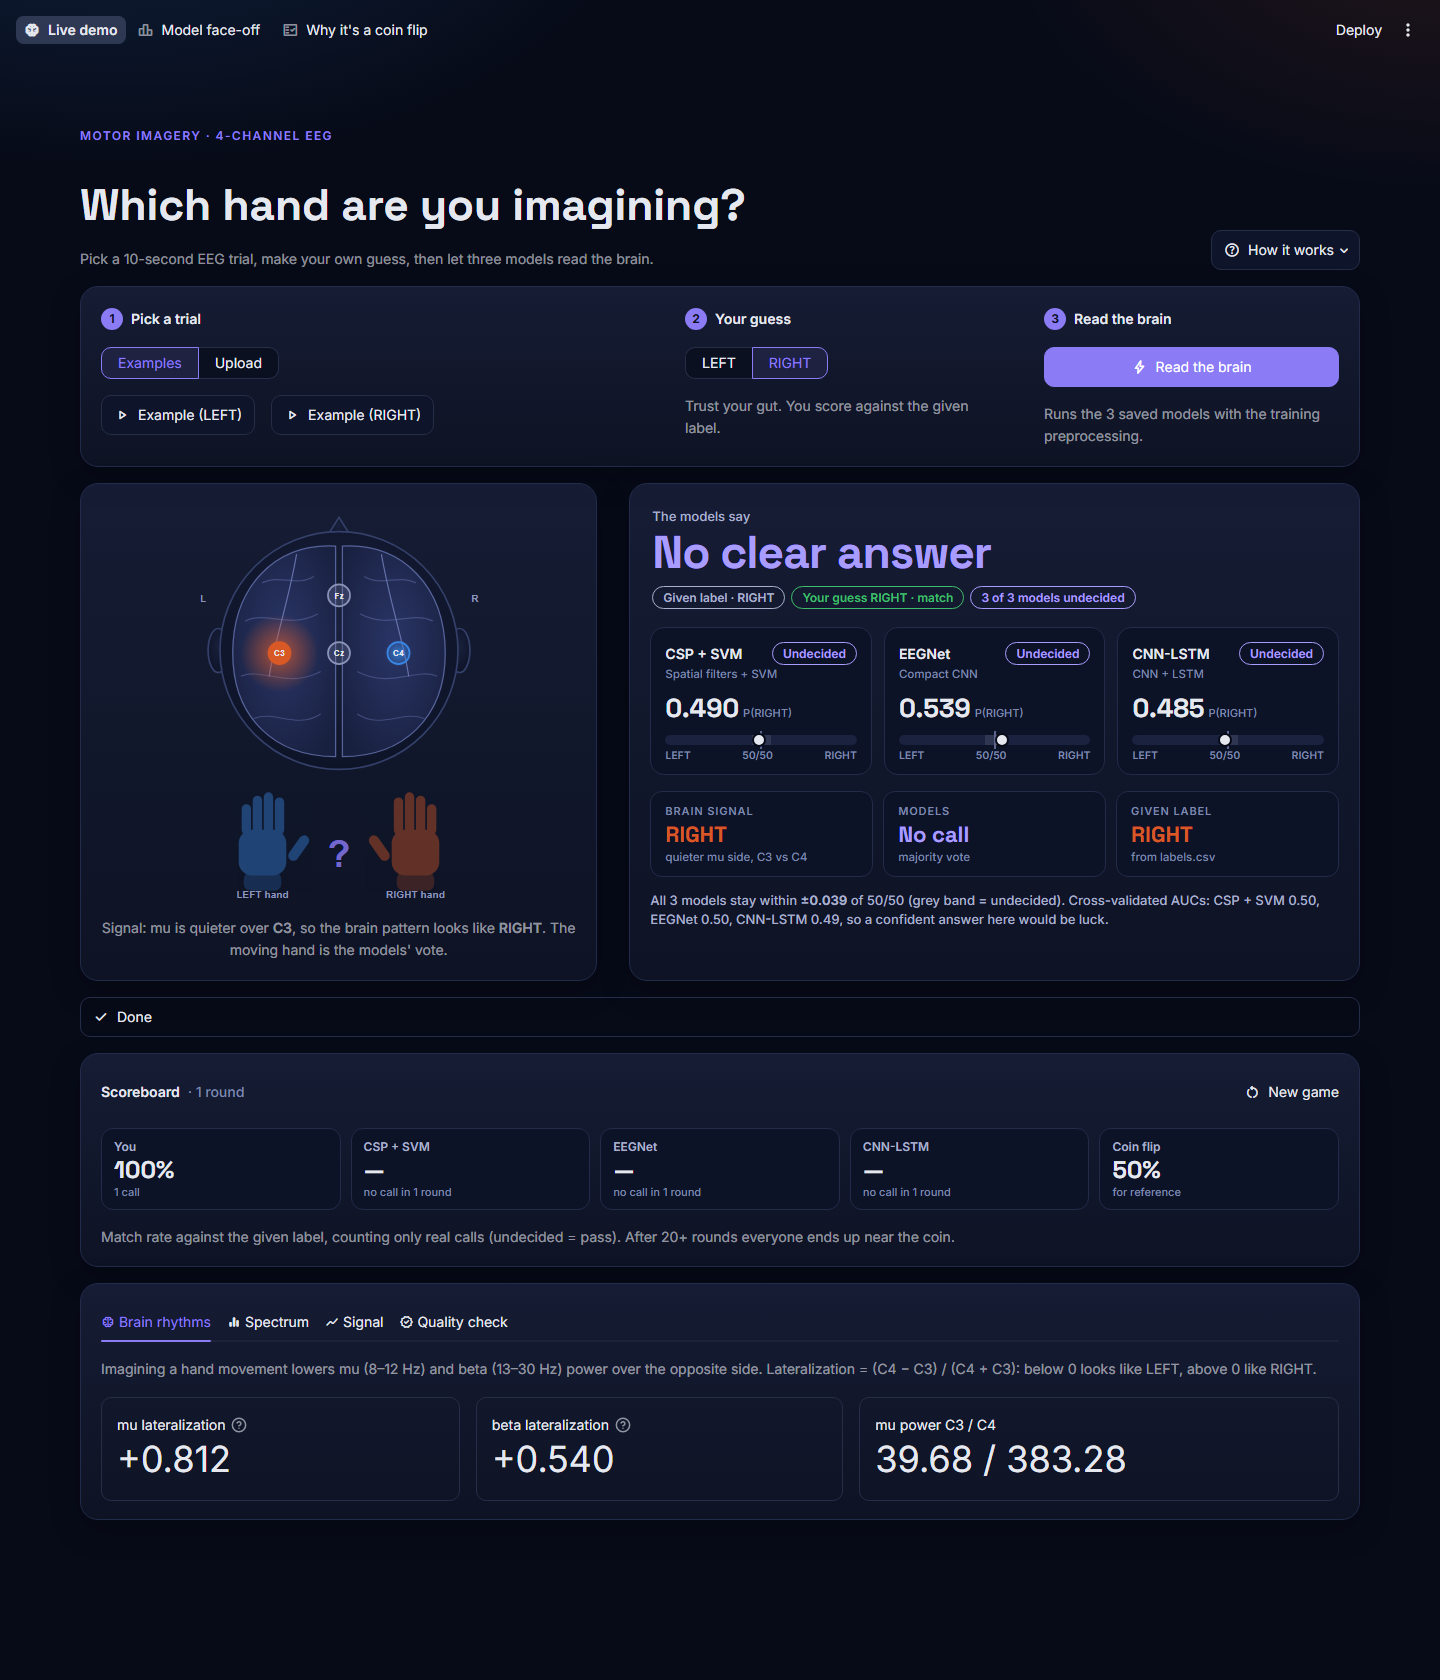 Live demo
Model face-off
Why it's a coin flip
Deploy
MOTOR IMAGERY · 4-CHANNEL EEG
Which hand are you imagining?
Pick a 10-second EEG trial, make your own guess, then let three models read the brain.
How it works
1 Pick a trial
Examples
Upload
Example (LEFT)
Example (RIGHT)
2 Your guess
LEFT
RIGHT
Trust your gut. You score against the given
label.
3 Read the brain
Read the brain
Runs the 3 saved models with the training
preprocessing.
L
R
Fz
C3
Cz
C4
?
LEFT hand
RIGHT hand
Signal: mu is quieter over C3, so the brain pattern looks like RIGHT. The
moving hand is the models' vote.
The models say
No clear answer
Given label · RIGHT
Your guess RIGHT · match
3 of 3 models undecided
CSP + SVM
Undecided
Spatial filters + SVM
0.490 P(RIGHT)
LEFT
50/50
RIGHT
EEGNet
Undecided
Compact CNN
0.539 P(RIGHT)
LEFT
50/50
RIGHT
CNN-LSTM
Undecided
CNN + LSTM
0.485 P(RIGHT)
LEFT
50/50
RIGHT
BRAIN SIGNAL
RIGHT
quieter mu side, C3 vs C4
MODELS
No call
majority vote
GIVEN LABEL
RIGHT
from labels.csv
All 3 models stay within ±0.039 of 50/50 (grey band = undecided). Cross-validated AUCs: CSP + SVM 0.50,
EEGNet 0.50, CNN-LSTM 0.49, so a confident answer here would be luck.
Done
Scoreboard · 1 round
New game
You
100%
1 call
CSP + SVM
–
no call in 1 round
EEGNet
–
no call in 1 round
CNN-LSTM
–
no call in 1 round
Coin flip
50%
for reference
Match rate against the given label, counting only real calls (undecided = pass). After 20+ rounds everyone ends up near the coin.
Brain rhythms
Spectrum
Signal
Quality check
Imagining a hand movement lowers mu (8–12 Hz) and beta (13–30 Hz) power over the opposite side. Lateralization = (C4 − C3) / (C4 + C3): below 0 looks like LEFT, above 0 like RIGHT.
mu lateralization
+0.812
beta lateralization
+0.540
mu power C3 / C4
39.68 / 383.28